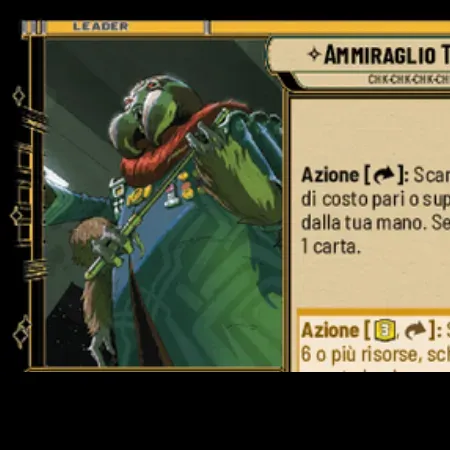 LEADER
AMMIRAGLIO
CHK-CHK-CHK-CH
Azione [ ]: Scar
di costo pari o sup
dalla tua mano. Se
1 carta.
Azione [3, ]: S
6 o più risorse, sch